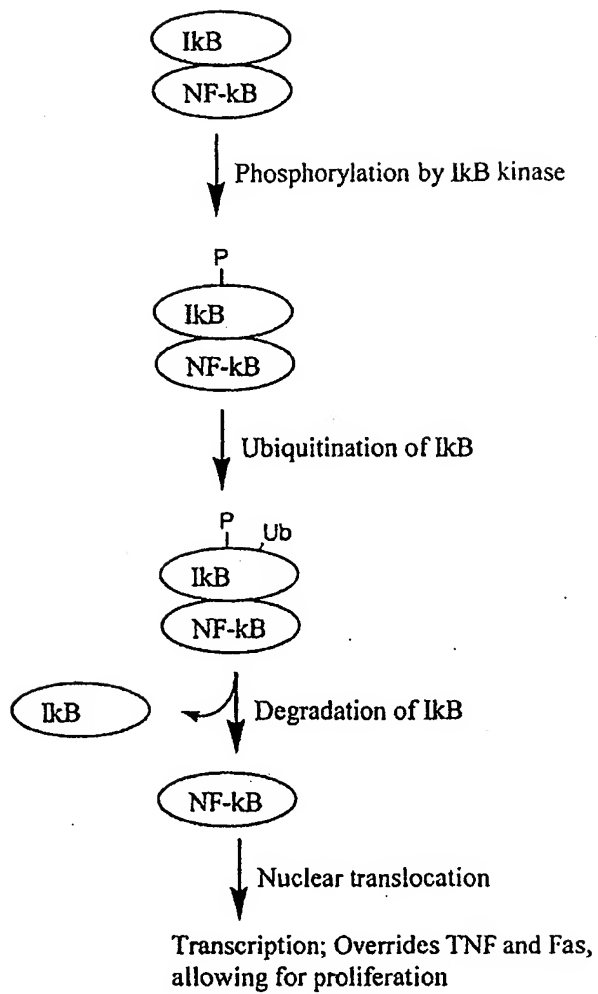 IkB
NF-kB
Phosphorylation by IkB kinase
P
IkB
NF-kB
Ubiquitination of IkB
P
Ub
IkB
NF-kB
IkB
Degradation of IkB
NF-kB
Nuclear translocation
Transcription; Overrides TNF and Fas,
allowing for proliferation